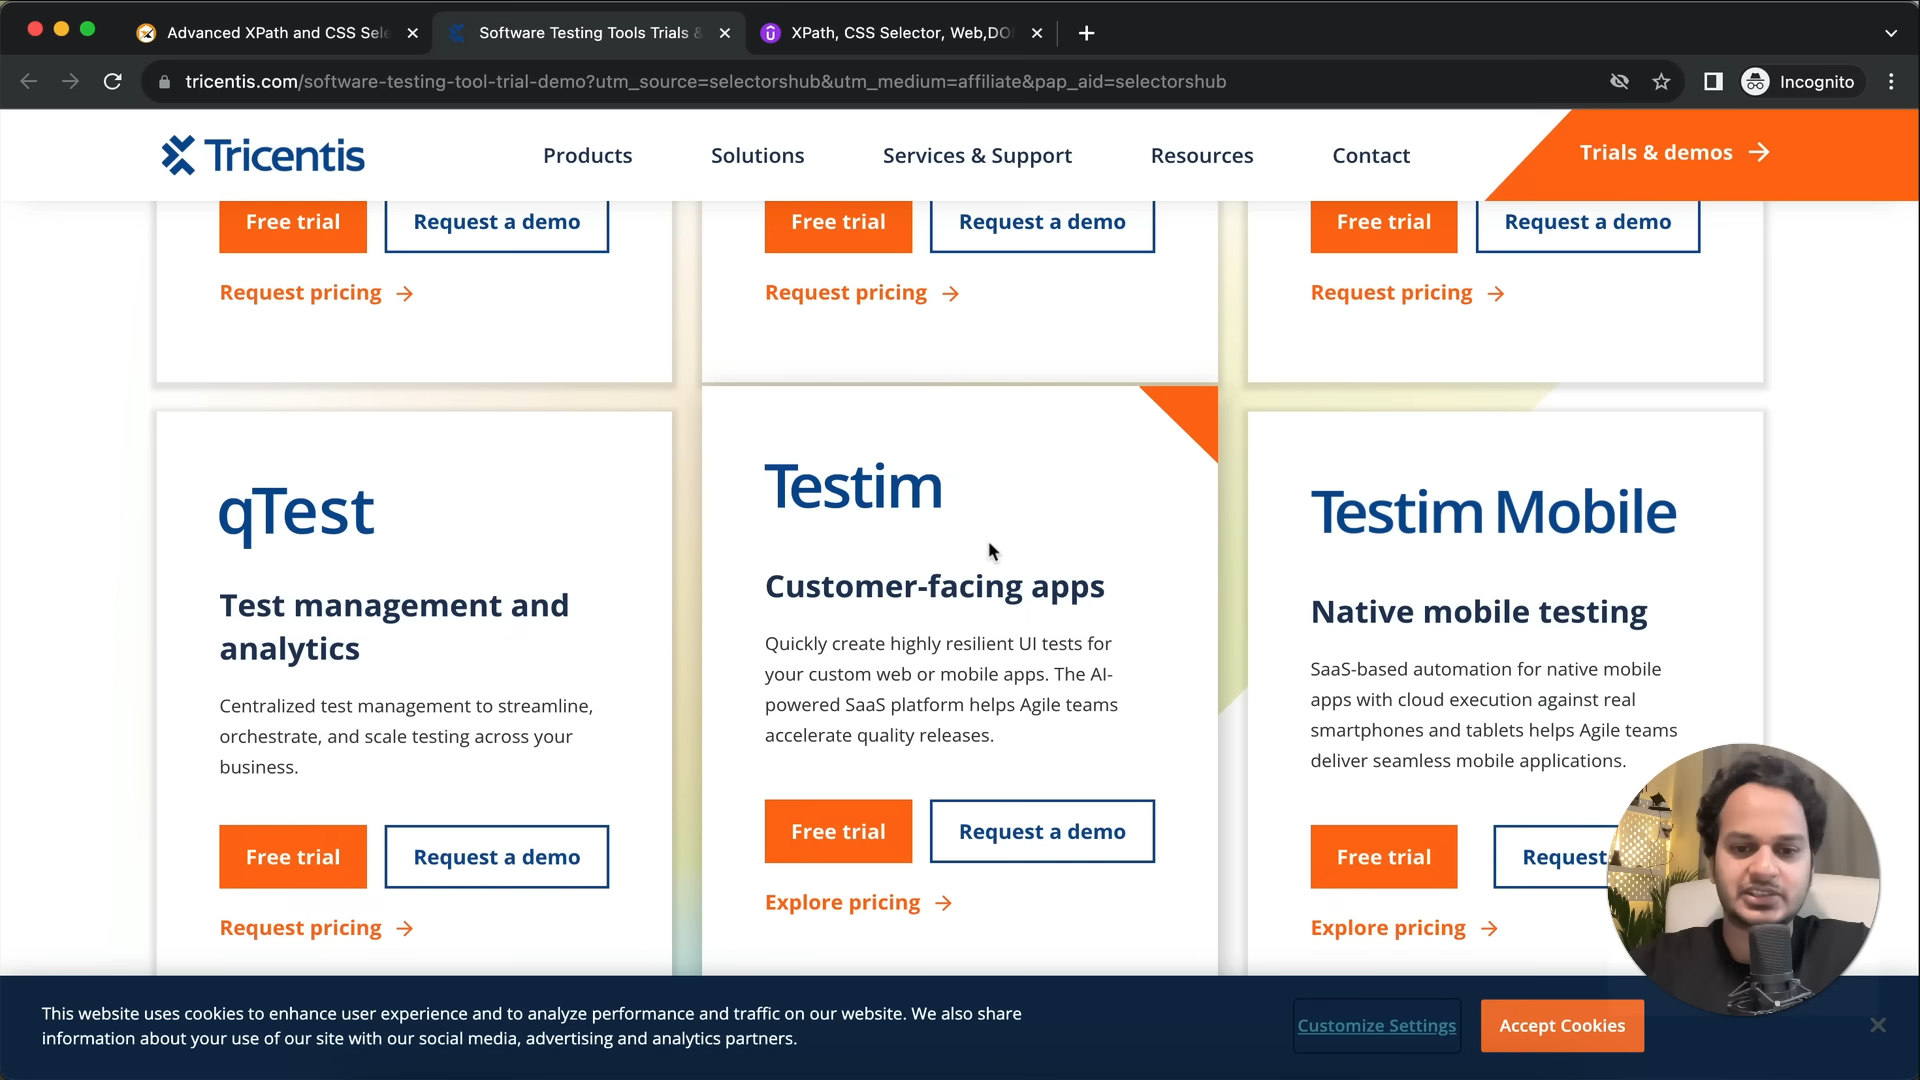 Advanced XPath and CSS Sele
Software Testing Tools Trials &
XPath, CSS Selector, Web,DO
tricentis.com/software-testing-tool-trial-demo?utm_source=selectorshub&utm_medium=affiliate&pap_aid=selectorshub
Incognito
Tricentis
Products
Solutions
Services & Support
Resources
Contact
Trials & demos
Free trial
Request a demo
Free trial
Request a demo
Free trial
Request a demo
Request pricing
Request pricing
Request pricing
qTest
Test management and
analytics
Centralized test management to streamline,
orchestrate, and scale testing across your
business.
Free trial
Request a demo
Request pricing
Testim
Customer-facing apps
Quickly create highly resilient UI tests for
your custom web or mobile apps. The AI-
powered SaaS platform helps Agile teams
accelerate quality releases.
Free trial
Request a demo
Explore pricing
Testim Mobile
Native mobile testing
SaaS-based automation for native mobile
apps with cloud execution against real
smartphones and tablets helps Agile teams
deliver seamless mobile applications.
Free trial
Request
Explore pricing
This website uses cookies to enhance user experience and to analyze performance and traffic on our website. We also share
information about your use of our site with our social media, advertising and analytics partners.
Customize Settings
Accept Cookies